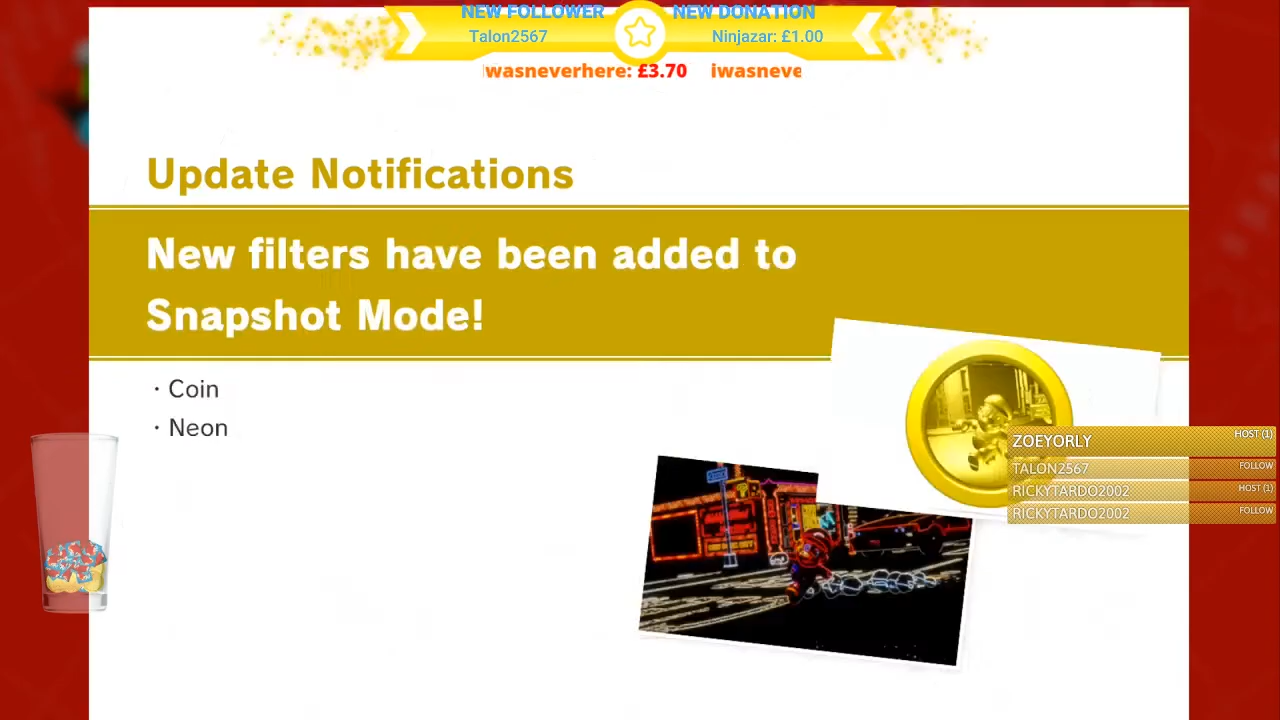 NEW FOLLOWER
NEW DONATION
Talon2567
Ninjazar: £1.00
wasneverhere: £3.70 iwasneve
Update Notifications
New filters have been added to
Snapshot Mode!
· Coin
· Neon
ZOEYORLY
HOST (1)
TALON2567
FOLLOW
RICKYTARDO2002
HOST (1)
RICKYTARDO2002
FOLLOW